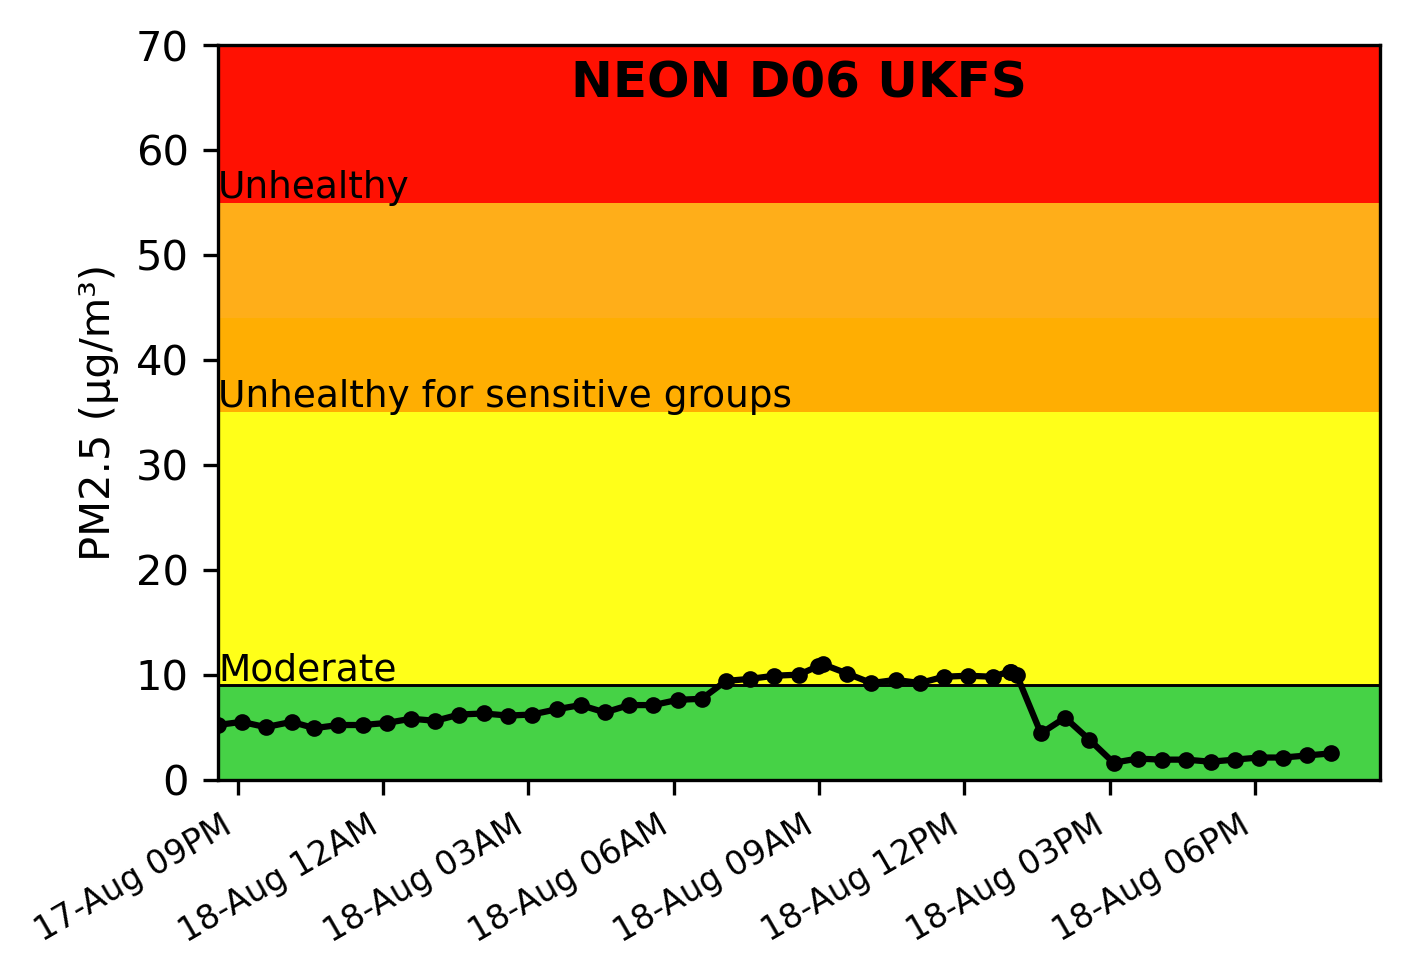 NEON D06 UKFS
70
60
Unhealthy
50
40
Unhealthy for sensitive groups
30
20
10
Moderate
0
PM2.5 (µg/m³)
17-Aug 09PM
18-Aug 12AM
18-Aug 03AM
18-Aug 06AM
18-Aug 09AM
18-Aug 12PM
18-Aug 03PM
18-Aug 06PM